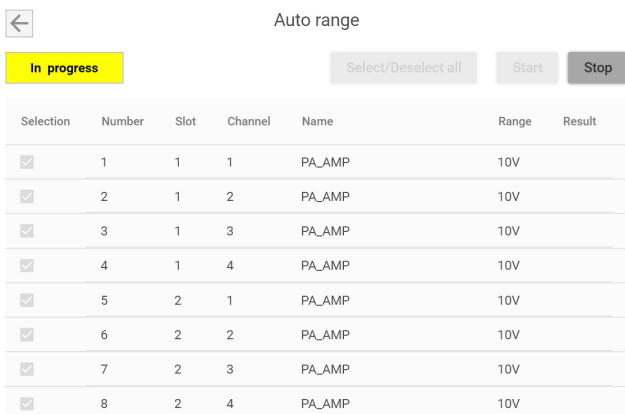 Auto range
In progress Select/Deselect all Start Stop
Selection Number Slot Channel Name Range Result
1 1 1 PA_AMP 10V
2 1 2 PA_AMP 10V
3 1 3 PA_AMP 10V
4 1 4 PA_AMP 10V
5 2 1 PA_AMP 10V
6 2 2 PA_AMP 10V
7 2 3 PA_AMP 10V
8 2 4 PA_AMP 10V